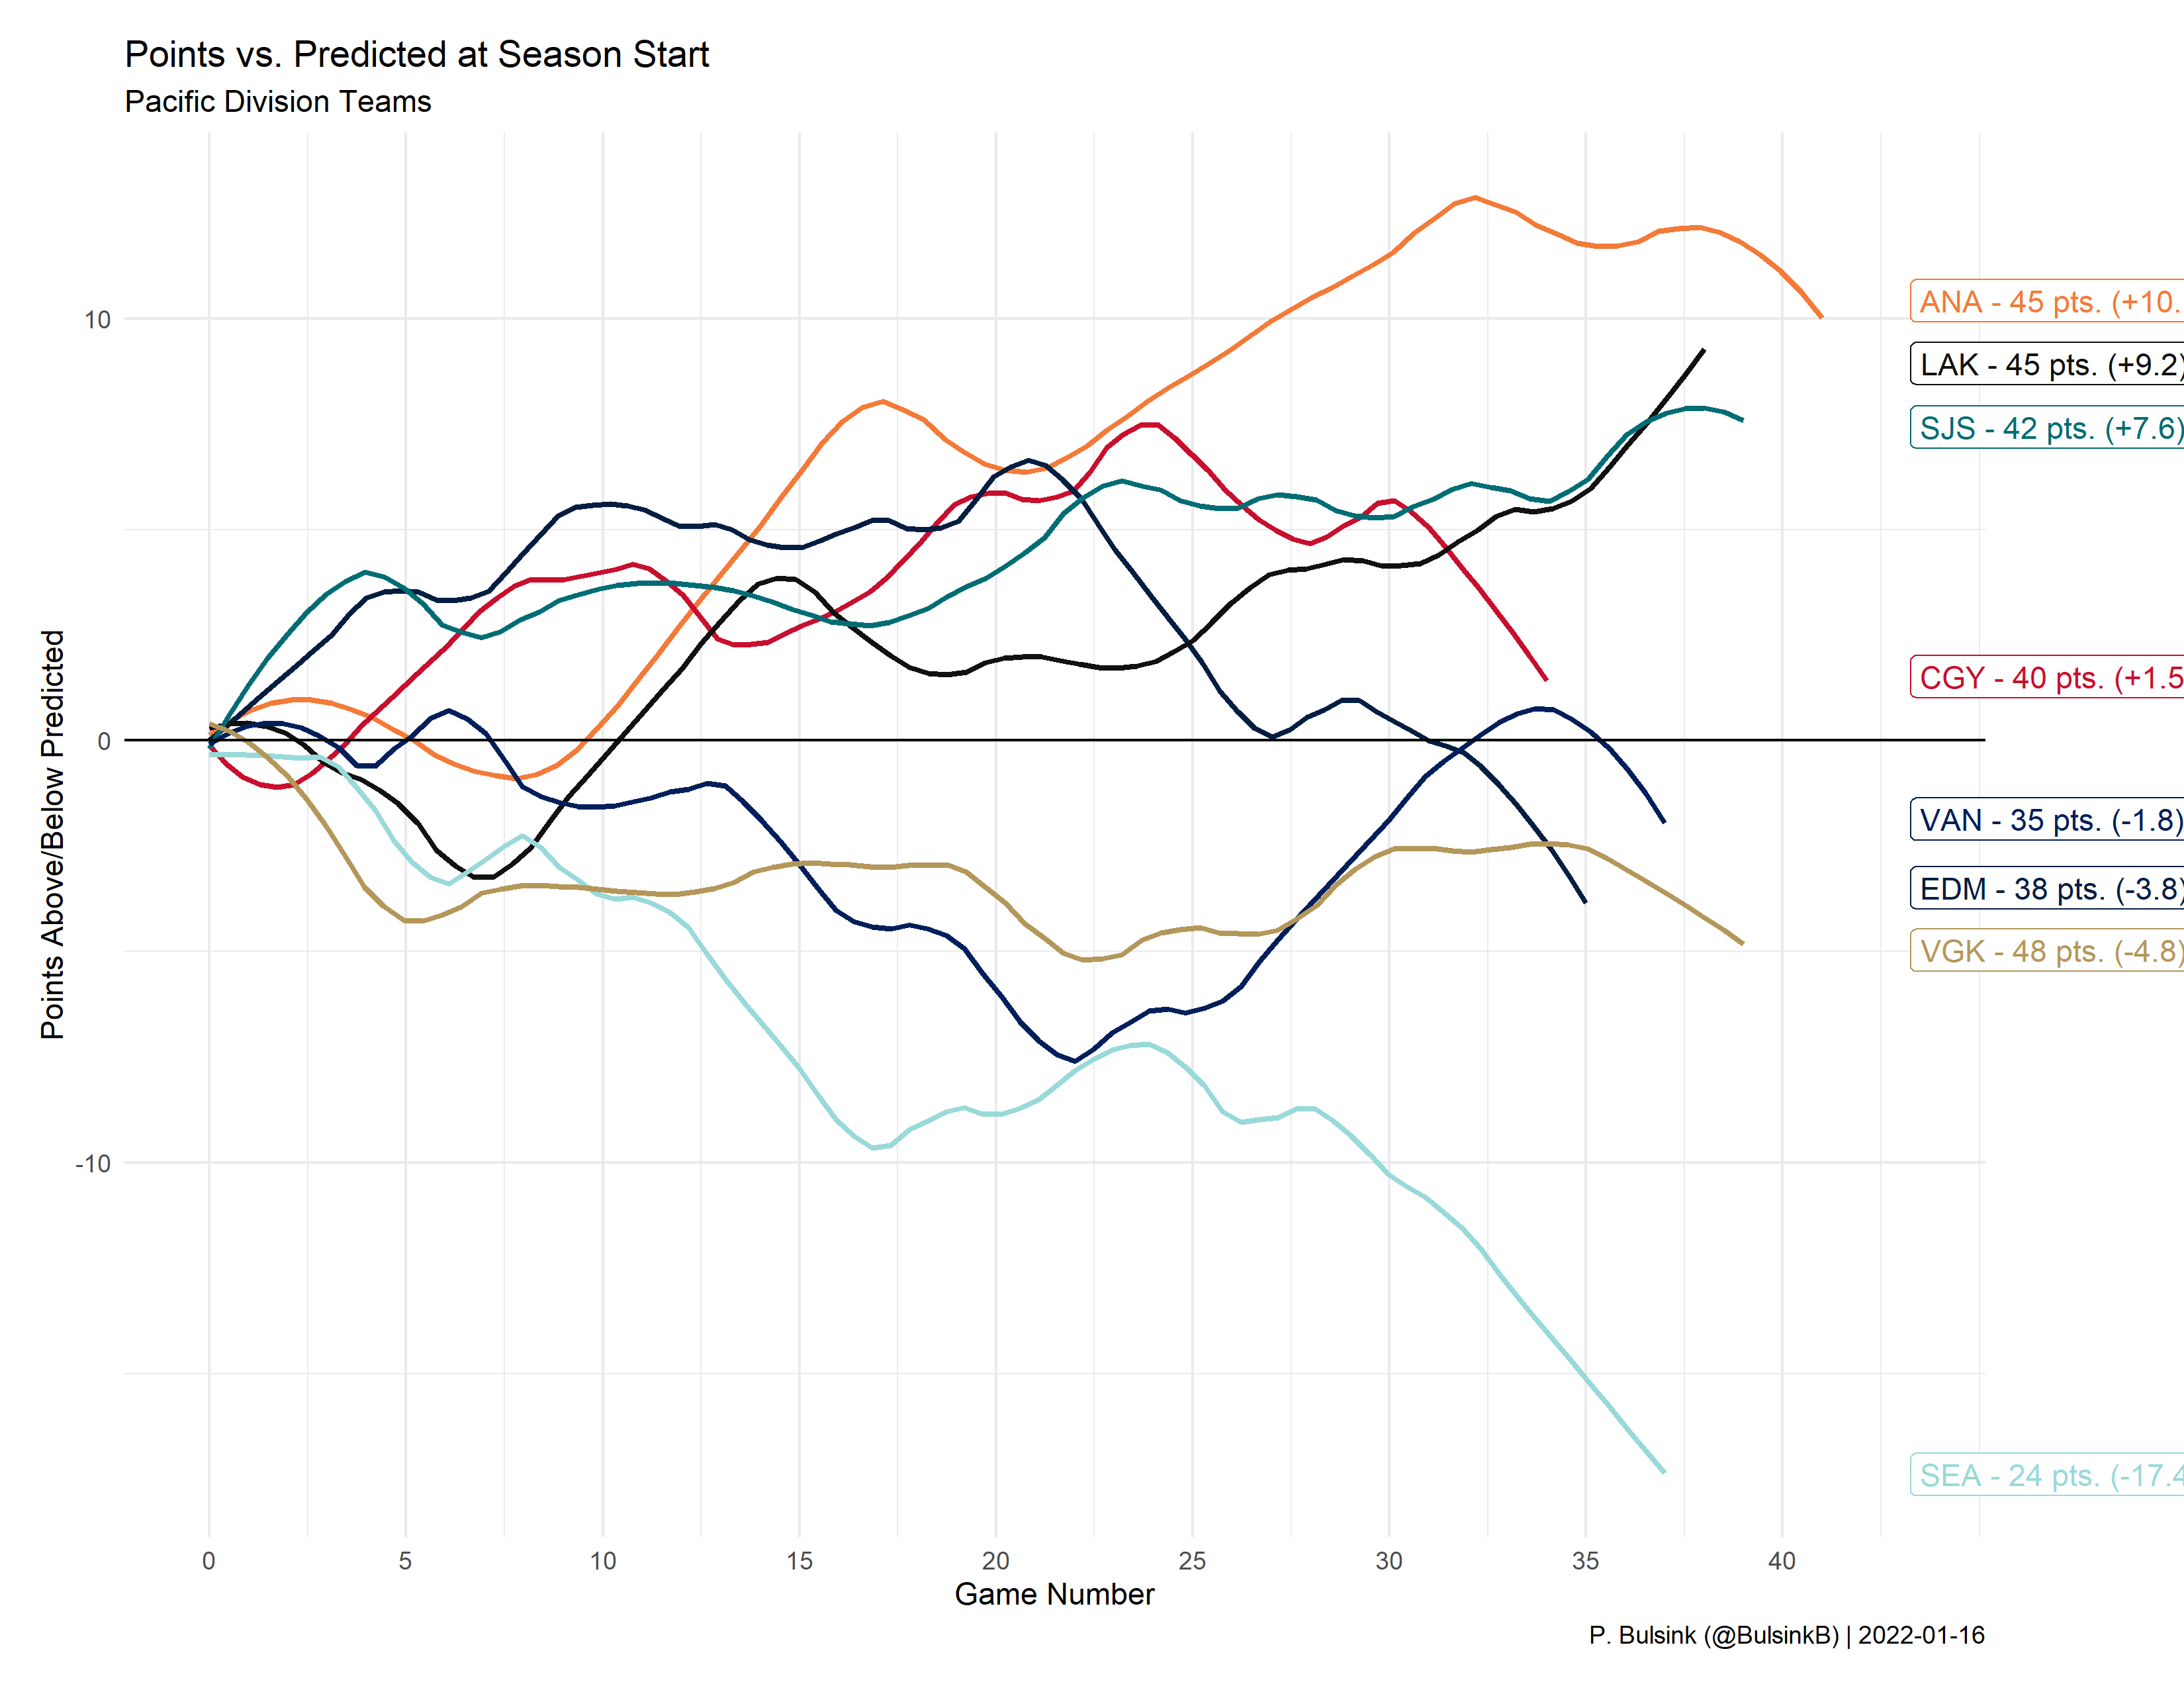 Points vs. Predicted at Season Start
Pacific Division Teams
Points Above/Below Predicted
10
0
-10
ANA - 45 pts. (+10.
LAK - 45 pts. (+9.2)
SJS - 42 pts. (+7.6)
CGY - 40 pts. (+1.5
VAN - 35 pts. (-1.8)
EDM - 38 pts. (-3.8)
VGK - 48 pts. (-4.8)
SEA - 24 pts. (-17.4
0 5 10 15 20 25 30 35 40
Game Number
P. Bulsink (@BulsinkB) | 2022-01-16